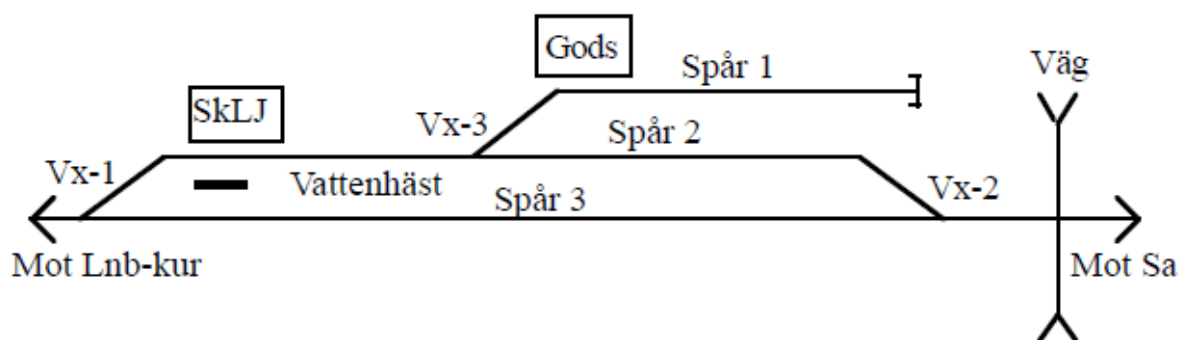 Gods
Spår 1
Väg
SkLJ
Vx-3
Spår 2
Vx-1
Vattenhäst
Vx-2
Spår 3
Mot Lnb-kur
Mot Sa